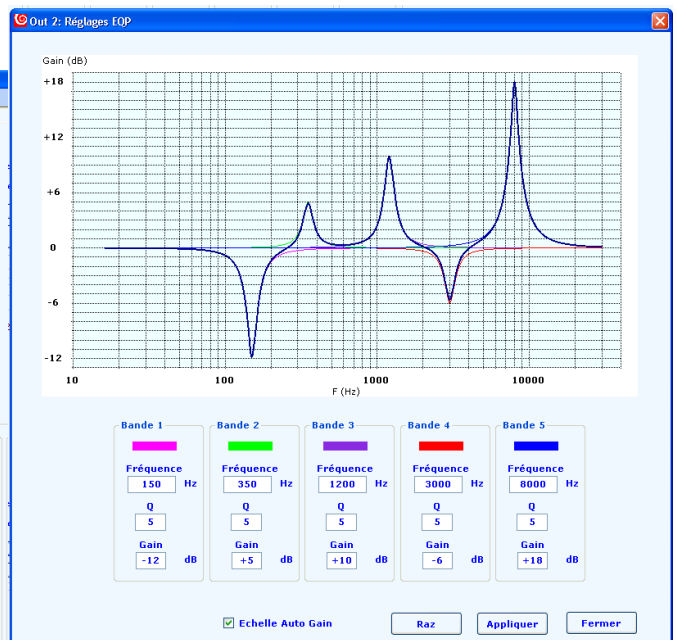 Out 2: Réglages EQP
Gain (dB)
+18
+12
+6
0
-6
-12
10 100 1000 10000
F (Hz)
Bande 1 Bande 2 Bande 3 Bande 4 Bande 5
Fréquence Fréquence Fréquence Fréquence Fréquence
150 Hz 350 Hz 1200 Hz 3000 Hz 8000 Hz
Q Q Q Q Q
5 5 5 5 5
Gain Gain Gain Gain Gain
-12 dB +5 dB +10 dB -6 dB +18 dB
Echelle Auto Gain Raz Appliquer Fermer